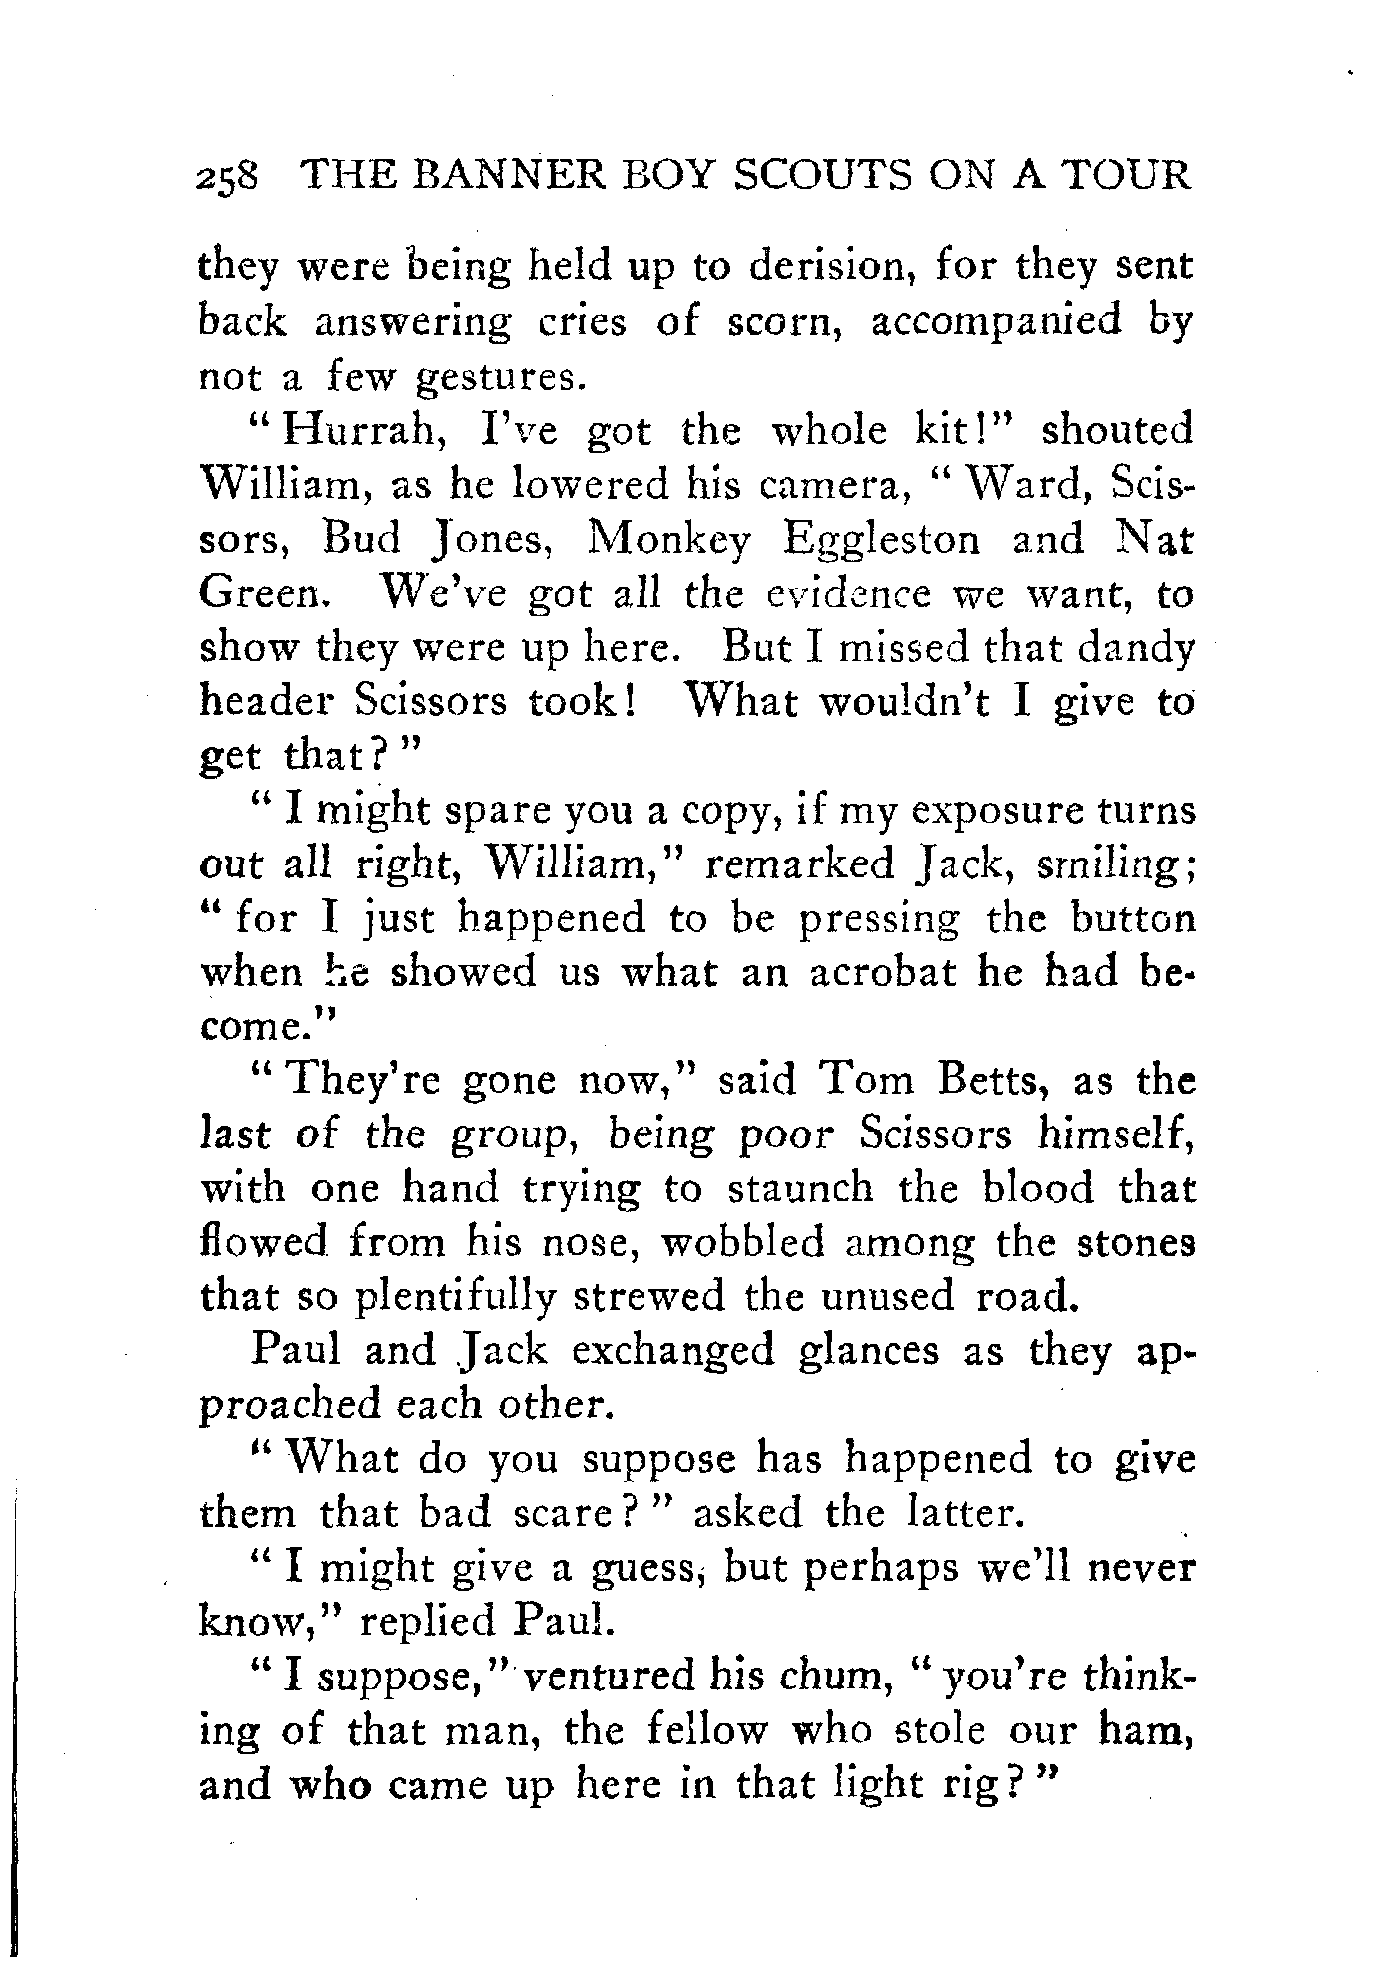 258 THE BANNER BOY SCOUTS ON A TOUR
they were being held up to derision, for they sent
back answering cries of scorn, accompanied by
not a few gestures.
" Hurrah, I've got the whole kit!" shouted
William, as he lowered his camera, " Ward, Scis-
sors, Bud Jones, Monkey Eggleston and Nat
Green. We've got all the evidence we want, to
show they were up here. But I missed that dandy
header Scissors took! What wouldn't I give to
get that? "
" I might spare you a copy, if my exposure turns
out all right, William," remarked Jack, smiling;
" for I just happened to be pressing the button
when he showed us what an acrobat he had be-
come."
" They're gone now," said Tom Betts, as the
last of the group, being poor Scissors himself,
with one hand trying to staunch the blood that
flowed from his nose, wobbled among the stones
that so plentifully strewed the unused road.
Paul and Jack exchanged glances as they ap-
proached each other.
" What do you suppose has happened to give
them that bad scare? " asked the latter.
" I might give a guess, but perhaps we'll never
know," replied Paul.
" I suppose," ventured his chum, " you're think-
ing of that man, the fellow who stole our ham,
and who came up here in that light rig? "